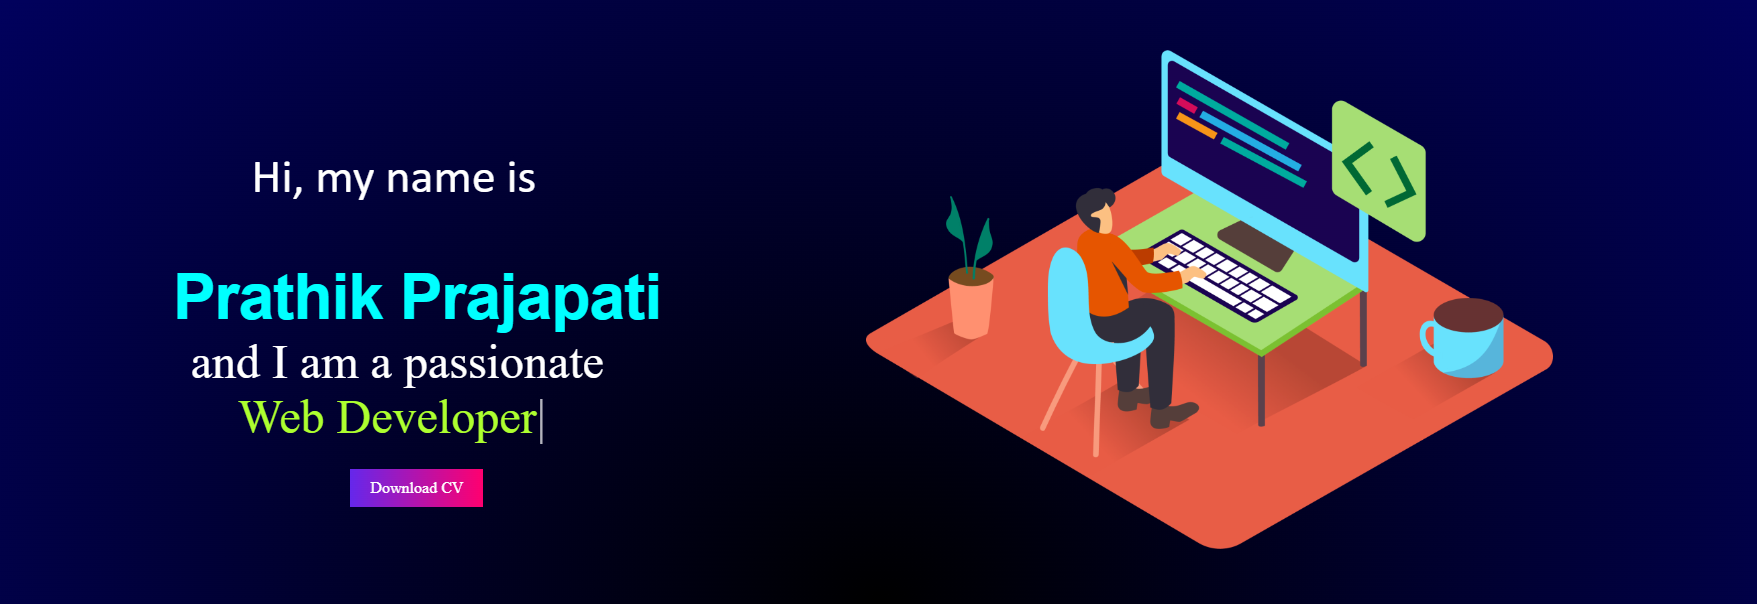 Hi, my name is
Prathik Prajapati
and I am a passionate
Web Developer
Download CV